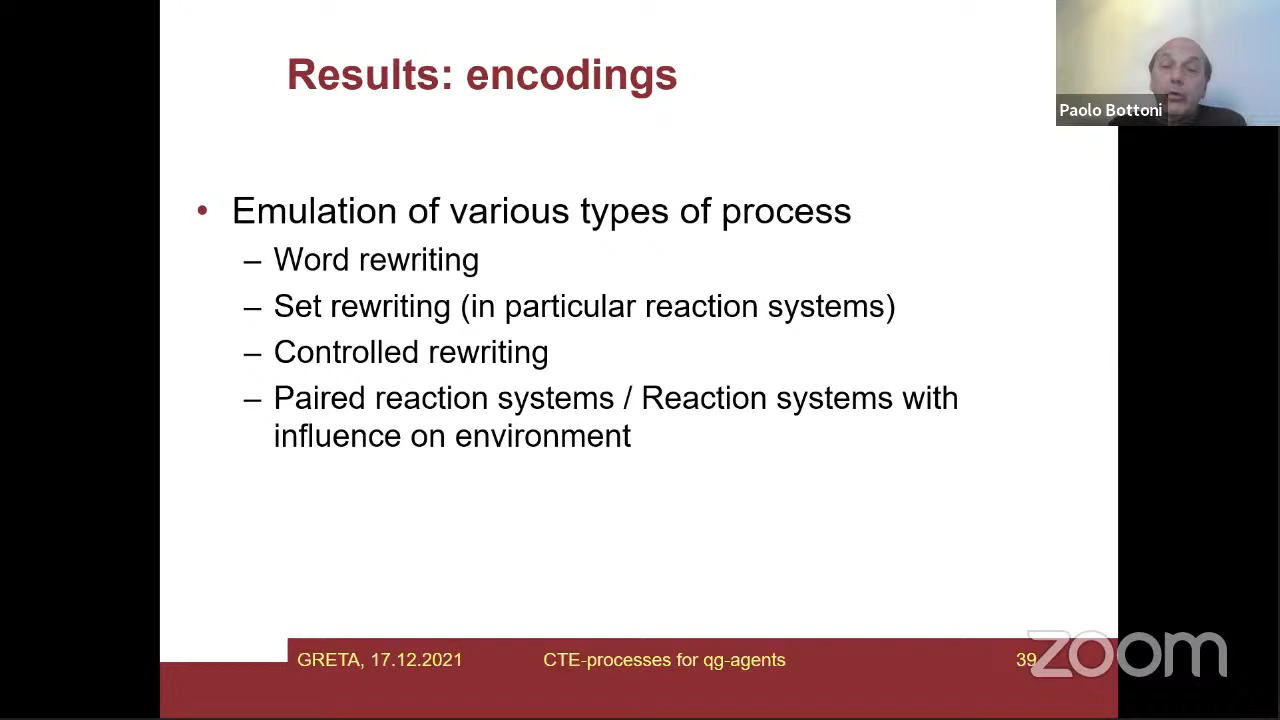 Results: encodings
Paolo Bottoni
• Emulation of various types of process
– Word rewriting
– Set rewriting (in particular reaction systems)
– Controlled rewriting
– Paired reaction systems / Reaction systems with
influence on environment
GRETA, 17.12.2021 CTE-processes for qg-agents 39
zoom